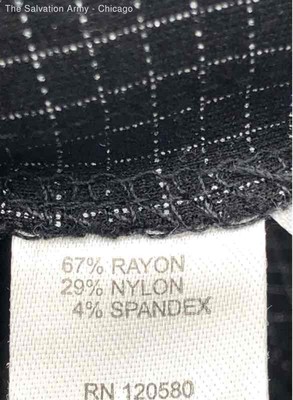 The Salvation Army - Chicago
67% RAYON
29% NYLON
4% SPANDEX
RN 120580